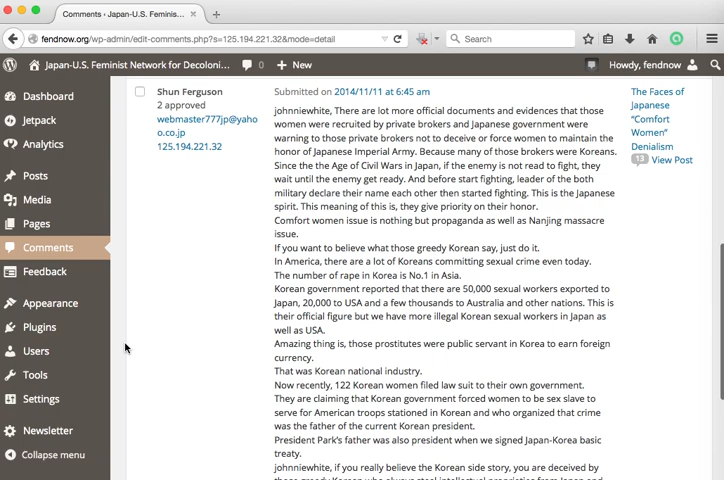 Comments ‹ Japan-U.S. Feminis...
fendnow.org/wp-admin/edit-comments.php?s=125.194.221.32&mode=detail
Search
Japan-U.S. Feminist Network for Decoloni...
0
New
Howdy, fendnow
Dashboard
Jetpack
Analytics
Posts
Media
Pages
Comments
Feedback
Appearance
Plugins
Users
Tools
Settings
Newsletter
Collapse menu
Shun Ferguson
2 approved
webmaster777jp@yaho
o.co.jp
125.194.221.32
Submitted on 2014/11/11 at 6:45 am
johnniewhite, There are lot more official documents and evidences that those
women were recruited by private brokers and Japanese government were
warning to those private brokers not to deceive or force women to maintain the
honor of Japanese Imperial Army. Because many of those brokers were Koreans.
Since the the Age of Civil Wars in Japan, if the enemy is not read to fight, they
wait until the enemy get ready. And before start fighting, leader of the both
military declare their name each other then started fighting. This is the Japanese
spirit. This meaning of this is, they give priority on their honor.
Comfort women issue is nothing but propaganda as well as Nanjing massacre
issue.
If you want to believe what those greedy Korean say, just do it.
In America, there are a lot of Koreans committing sexual crime even today.
The number of rape in Korea is No.1 in Asia.
Korean government reported that there are 50,000 sexual workers exported to
Japan, 20,000 to USA and a few thousands to Australia and other nations. This is
their official figure but we have more illegal Korean sexual workers in Japan as
well as USA.
Amazing thing is, those prostitutes were public servant in Korea to earn foreign
currency.
That was Korean national industry.
Now recently, 122 Korean women filed law suit to their own government.
They are claiming that Korean government forced women to be sex slave to
serve for American troops stationed in Korean and who organized that crime
was the father of the current Korean president.
President Park's father was also president when we signed Japan-Korea basic
treaty.
johnniewhite, if you really believe the Korean side story, you are deceived by
those greedy Korean who always steal intellectual proprieties from Japan and
The Faces of
Japanese
“Comfort
Women”
Denialism
13 View Post